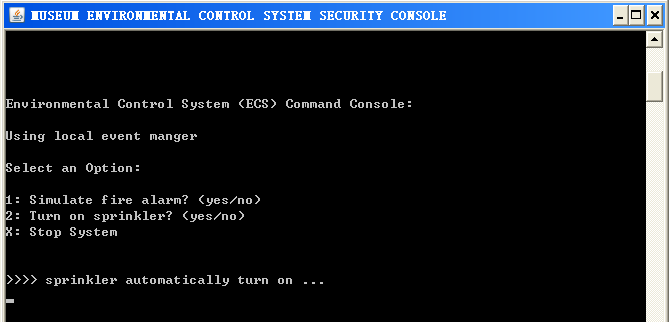 MUSEUM ENVIRONMENTAL CONTROL SYSTEM SECURITY CONSOLE
Environmental Control System (ECS) Command Console:
Using local event manger
Select an Option:
1: Simulate fire alarm? (yes/no)
2: Turn on sprinkler? (yes/no)
X: Stop System
>>>> sprinkler automatically turn on ...